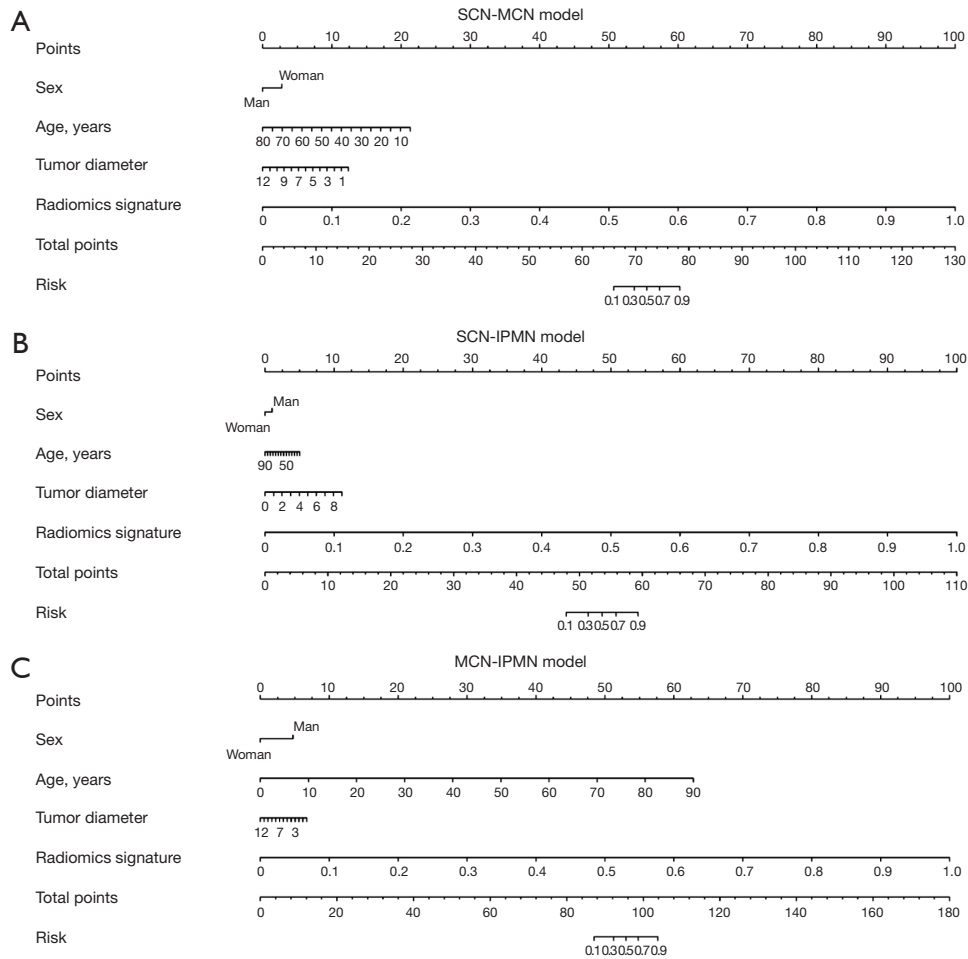 A
SCN-MCN model
Points
0 10 20 30 40 50 60 70 80 90 100
Woman
Sex
Man
Age, years
80 70 60 50 40 30 20 10
Tumor diameter
12 9 7 5 3 1
Radiomics signature
0 0.1 0.2 0.3 0.4 0.5 0.6 0.7 0.8 0.9 1.0
Total points
0 10 20 30 40 50 60 70 80 90 100 110 120 130
Risk
0.1 0.3 0.5 0.7 0.9
B
SCN-IPMN model
0 10 20 30 40 50 60 70 80 90 100
Points
Man
Sex
Woman
Age, years
90 50
Tumor diameter
0 2 4 6 8
Radiomics signature
0 0.1 0.2 0.3 0.4 0.5 0.6 0.7 0.8 0.9 1.0
Total points
0 10 20 30 40 50 60 70 80 90 100 110
Risk
0.1 0.3 0.5 0.7 0.9
C
MCN-IPMN model
0 10 20 30 40 50 60 70 80 90 100
Points
Man
Sex
Woman
Age, years
0 10 20 30 40 50 60 70 80 90
Tumor diameter
12 7 3
Radiomics signature
0 0.1 0.2 0.3 0.4 0.5 0.6 0.7 0.8 0.9 1.0
Total points
0 20 40 60 80 100 120 140 160 180
Risk
0.1 0.3 0.5 0.7 0.9